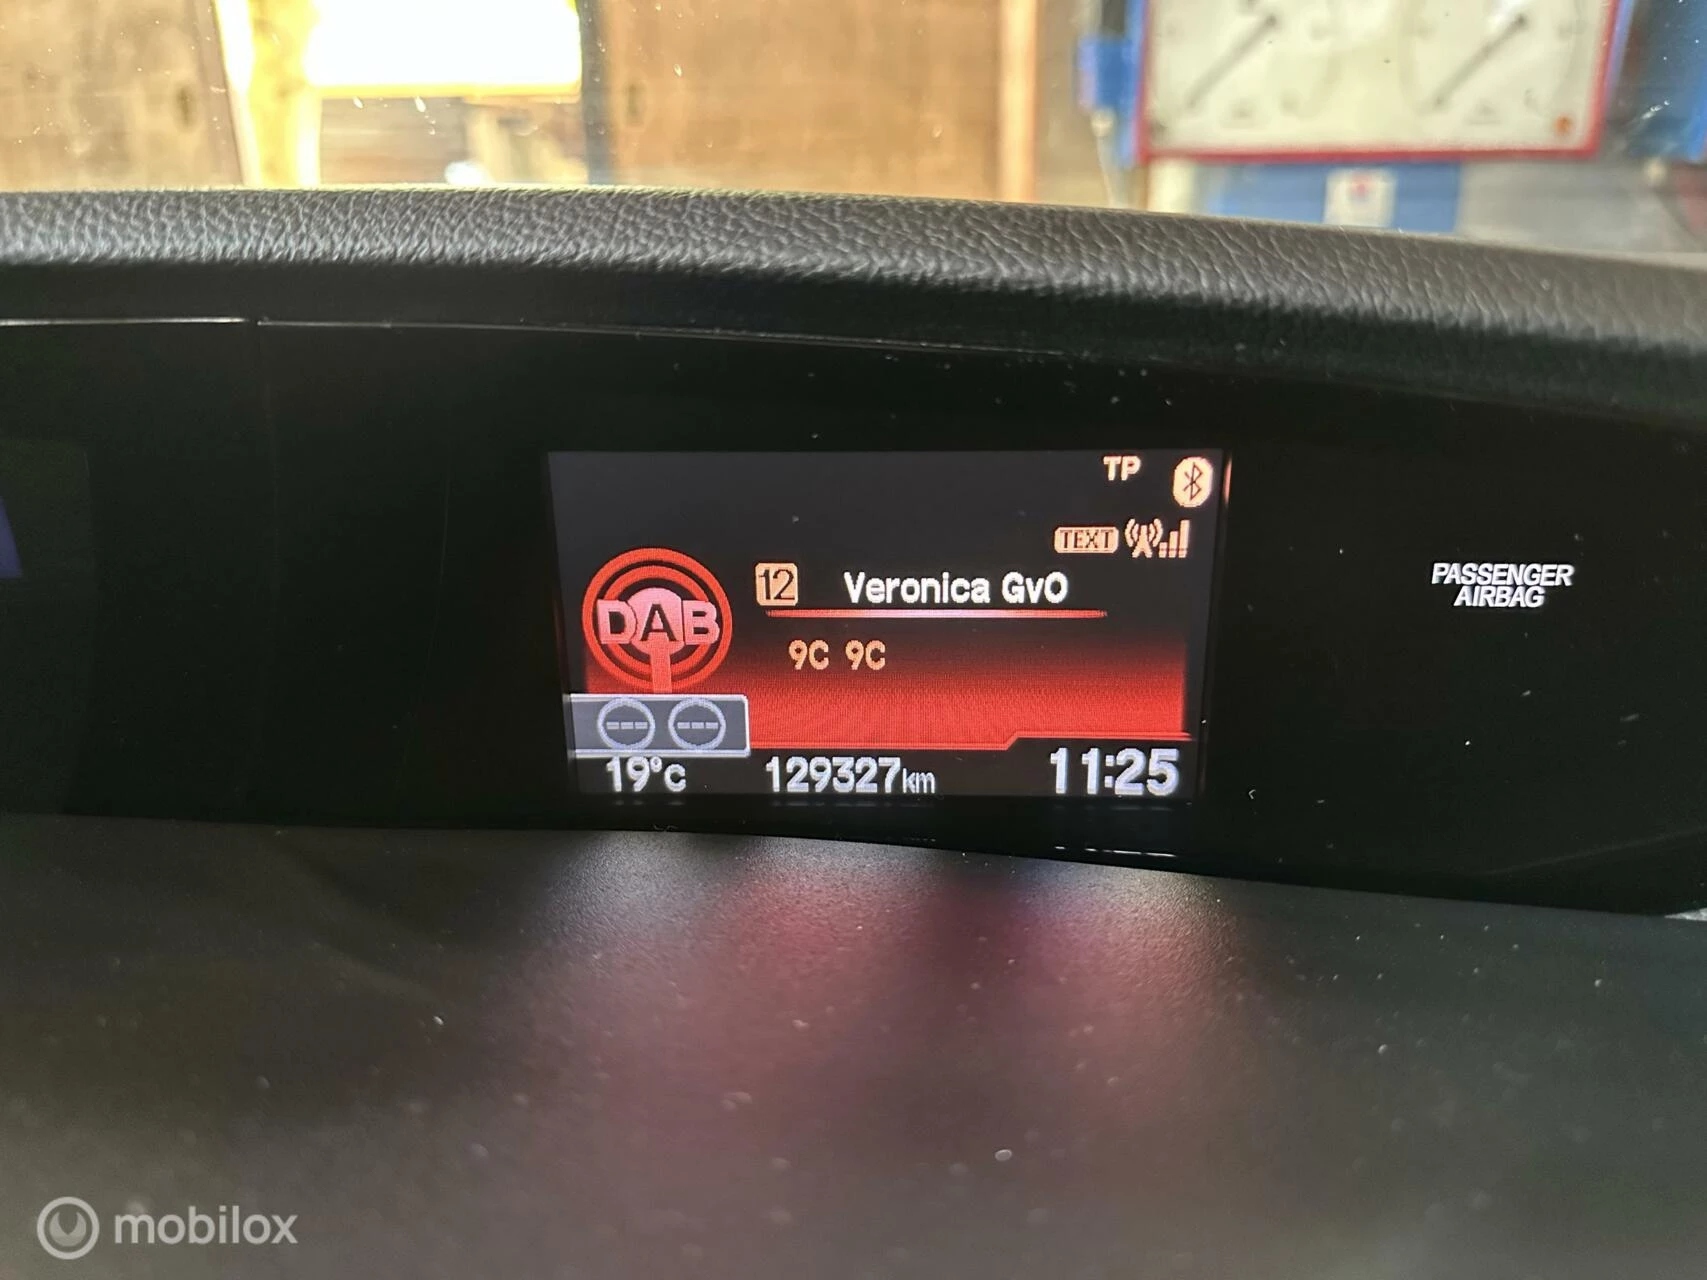 TP
TEXT
DAB
12 Veronica GvO
9C 9C
--- ---
19°C 129327km 11:25
PASSENGER
AIRBAG
mobilox